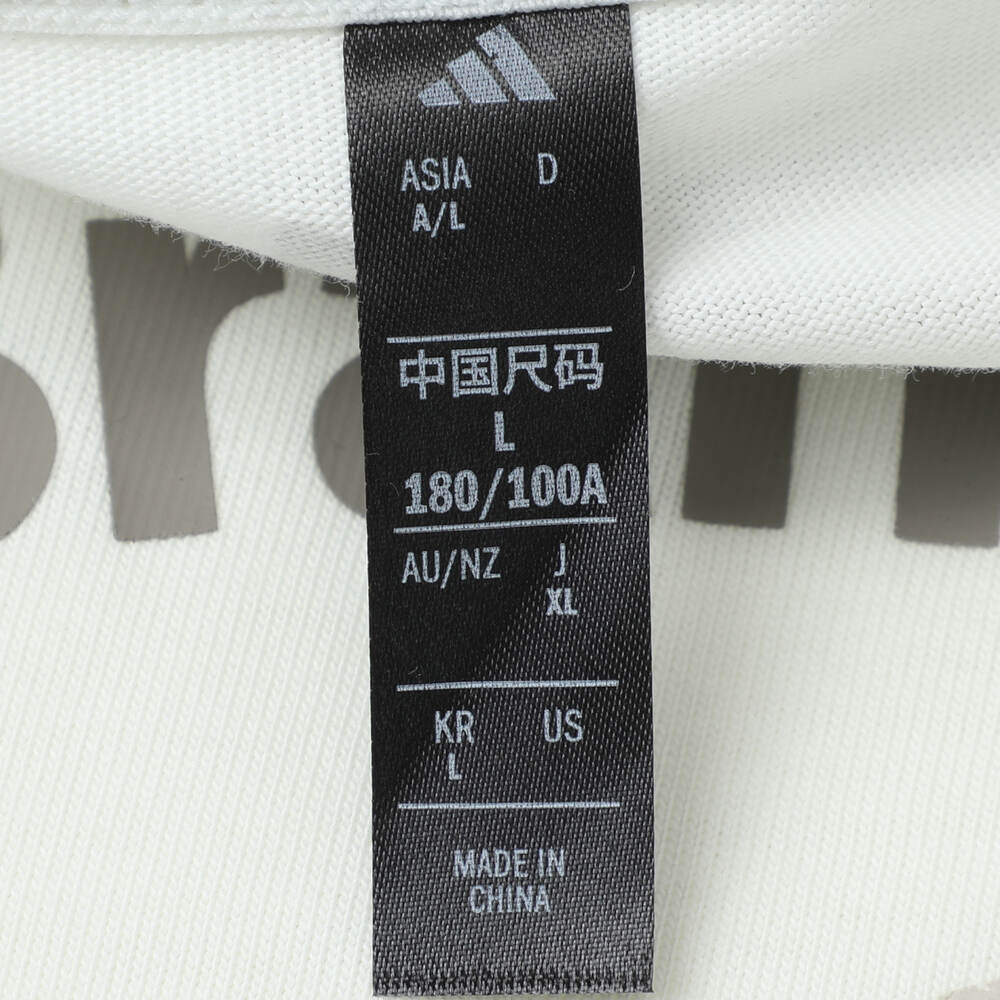 ASIA D
A/L
中国尺码
L
180/100A
AU/NZ J
XL
KR US
L
MADE IN
CHINA